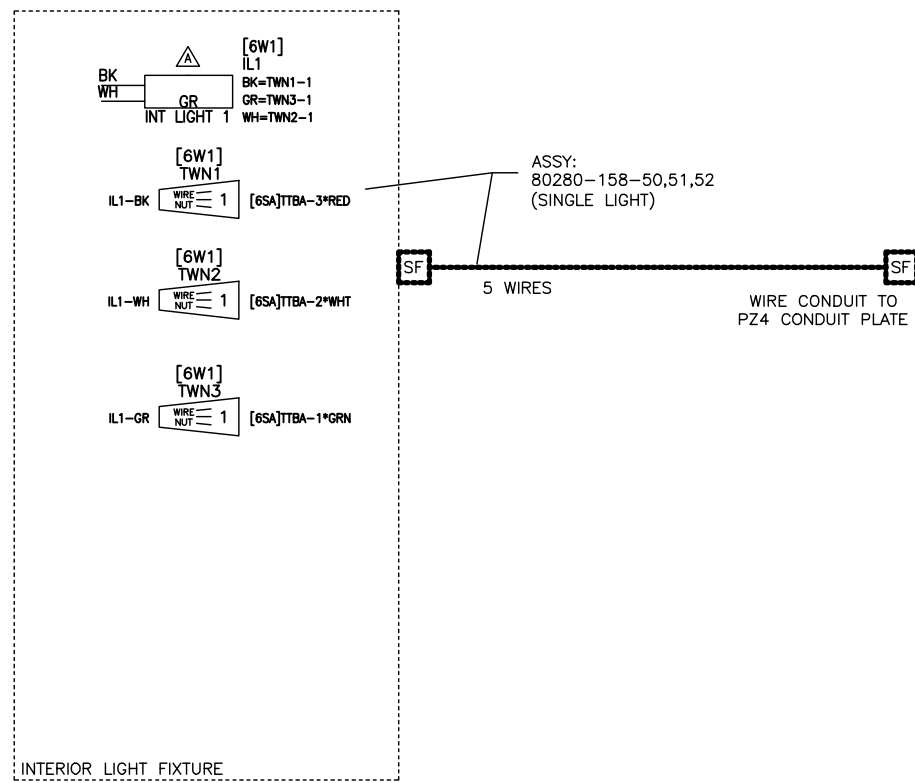 A
[6W1]
IL1
BK
WH
GR
INT LIGHT 1
BK=TWN1-1
GR=TWN3-1
WH=TWN2-1
[6W1]
TWN1
IL1-BK
WIRE
NUT
1
[6SA]TTBA-3*RED
[6W1]
TWN2
IL1-WH
WIRE
NUT
1
[6SA]TTBA-2*WHT
[6W1]
TWN3
IL1-GR
WIRE
NUT
1
[6SA]TTBA-1*GRN
INTERIOR LIGHT FIXTURE
ASSY:
80280-158-50,51,52
(SINGLE LIGHT)
SF
5 WIRES
SF
WIRE CONDUIT TO
PZ4 CONDUIT PLATE